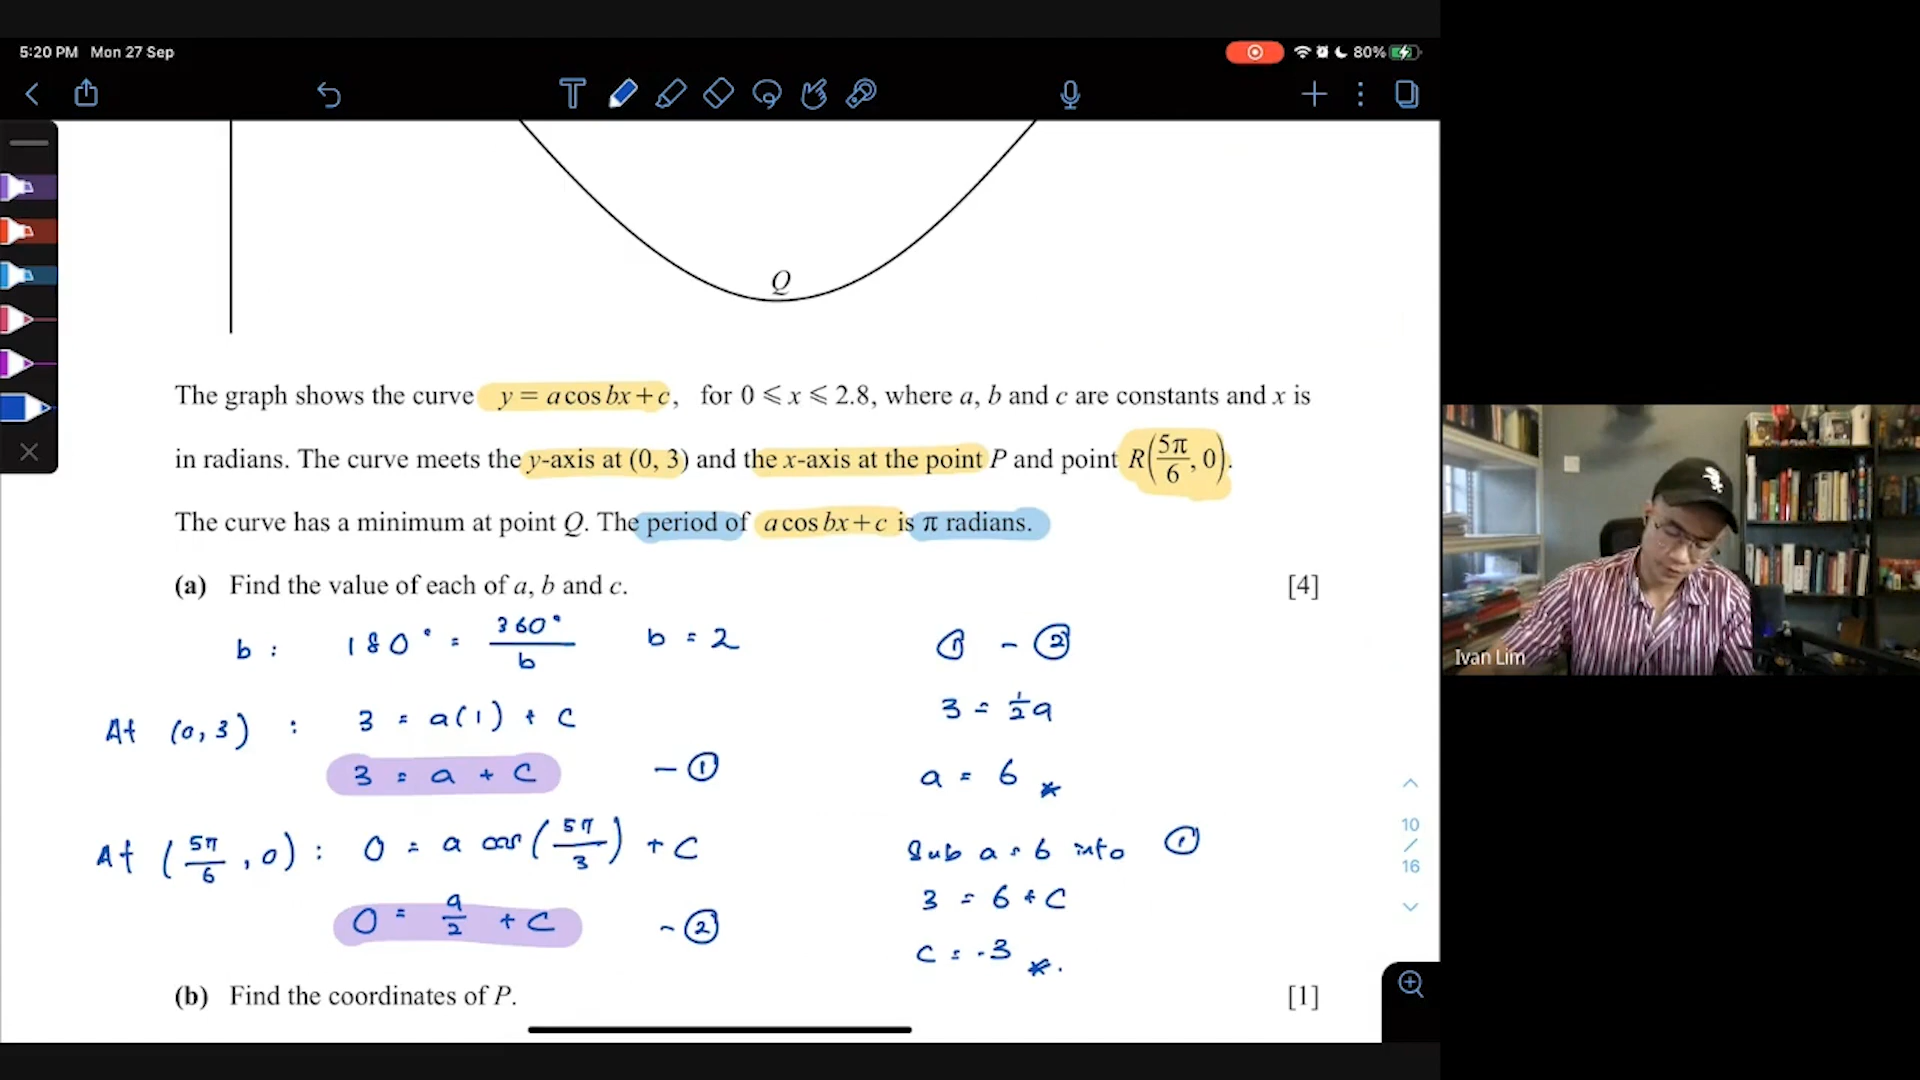 5:20 PM Mon 27 Sep
80%
Q
The graph shows the curve y = a cos bx + c, for 0 ⩽ x ⩽ 2.8, where a, b and c are constants and x is
in radians. The curve meets the y-axis at (0, 3) and the x-axis at the point P and point R(5π/6, 0).
The curve has a minimum at point Q. The period of a cos bx + c is π radians.
(a) Find the value of each of a, b and c. [4]
b : 180° = 360°/b b = 2
At (0,3) : 3 = a(1) + c
3 = a + c — ①
At (5π/6, 0) : 0 = a cos(5π/3) + c
0 = a/2 + c — ②
① - ②
3 = 1/2 a
a = 6 *
Sub a = 6 into ①
3 = 6 + c
c = -3 *.
(b) Find the coordinates of P. [1]
10
/
16
Ivan Lim